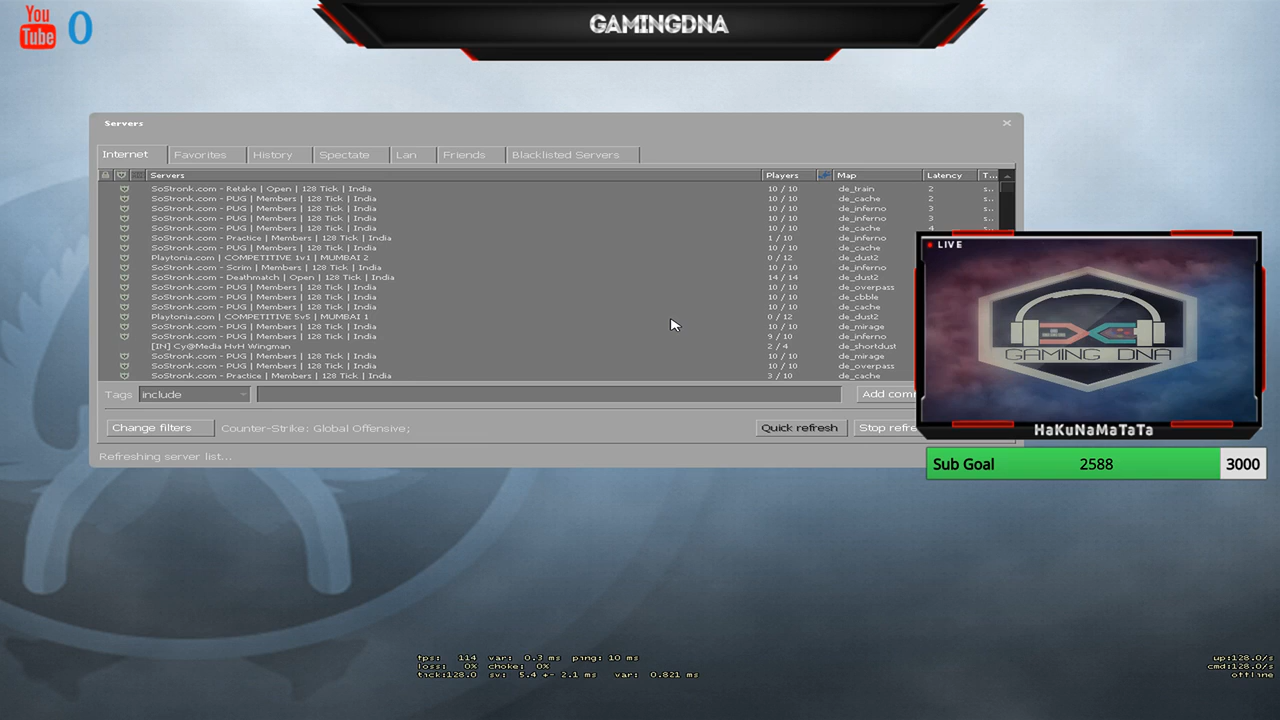 You
Tube
0
GAMINGDNA
Servers
Internet Favorites History Spectate Lan Friends Blacklisted Servers
Servers Players Map Latency T...
SoStronk.com - Retake | Open | 128 Tick | India 10 / 10 de_train 2 s..
SoStronk.com - PUG | Members | 128 Tick | India 10 / 10 de_cache 2 s..
SoStronk.com - PUG | Members | 128 Tick | India 10 / 10 de_inferno 3 s..
SoStronk.com - PUG | Members | 128 Tick | India 10 / 10 de_inferno 3 s..
SoStronk.com - PUG | Members | 128 Tick | India 10 / 10 de_cache 4 s..
SoStronk.com - Practice | Members | 128 Tick | India 1 / 10 de_inferno
SoStronk.com - PUG | Members | 128 Tick | India 10 / 10 de_cache
Playtonia.com | COMPETITIVE 1v1 | MUMBAI 2 0 / 12 de_dust2
SoStronk.com - Scrim | Members | 128 Tick | India 10 / 10 de_inferno
SoStronk.com - Deathmatch | Open | 128 Tick | India 14 / 14 de_dust2
SoStronk.com - PUG | Members | 128 Tick | India 10 / 10 de_overpass
SoStronk.com - PUG | Members | 128 Tick | India 10 / 10 de_cbble
SoStronk.com - PUG | Members | 128 Tick | India 10 / 10 de_cache
Playtonia.com | COMPETITIVE 5v5 | MUMBAI 1 0 / 12 de_dust2
SoStronk.com - PUG | Members | 128 Tick | India 10 / 10 de_mirage
SoStronk.com - PUG | Members | 128 Tick | India 9 / 10 de_inferno
[IN] Cy@Media HvH Wingman 2 / 4 de_shortdust
SoStronk.com - PUG | Members | 128 Tick | India 10 / 10 de_mirage
SoStronk.com - PUG | Members | 128 Tick | India 10 / 10 de_overpass
SoStronk.com - Practice | Members | 128 Tick | India 3 / 10 de_cache
Tags include Add com
Change filters Counter-Strike: Global Offensive; Quick refresh Stop refre
Refreshing server list...
LIVE
GAMING DNA
HaKuNaMaTaTa
Sub Goal 2588 3000
fps: 114 var: 0.3 ms ping: 10 ms
loss: 0% choke: 0%
tick:128.0 sv: 5.4 +- 2.1 ms var: 0.821 ms
up:128.0/s
cmd:128.0/s
offline